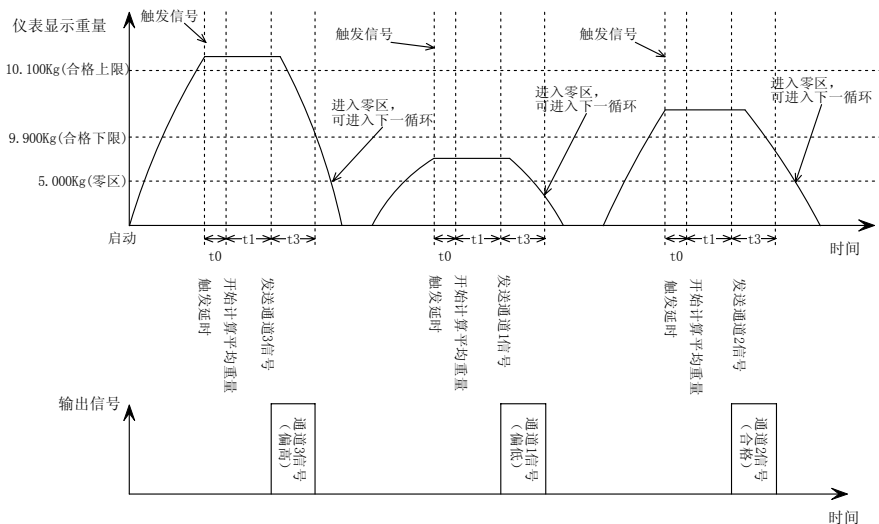 仪表显示重量
触发信号
触发信号
触发信号
10.100Kg(合格上限)
进入零区，
可进入下一循环
进入零区，
可进入下一循环
进入零区，
可进入下一循环
9.900Kg(合格下限)
5.000Kg(零区)
启动
t1
t3
t1
t3
t1
t3
时间
t0
t0
t0
触发延时
开始计算平均重量
发送通道3信号
触发延时
开始计算平均重量
发送通道1信号
触发延时
开始计算平均重量
发送通道2信号
输出信号
通道3信号
（偏高）
通道1信号
（偏低）
通道2信号
（合格）
时间